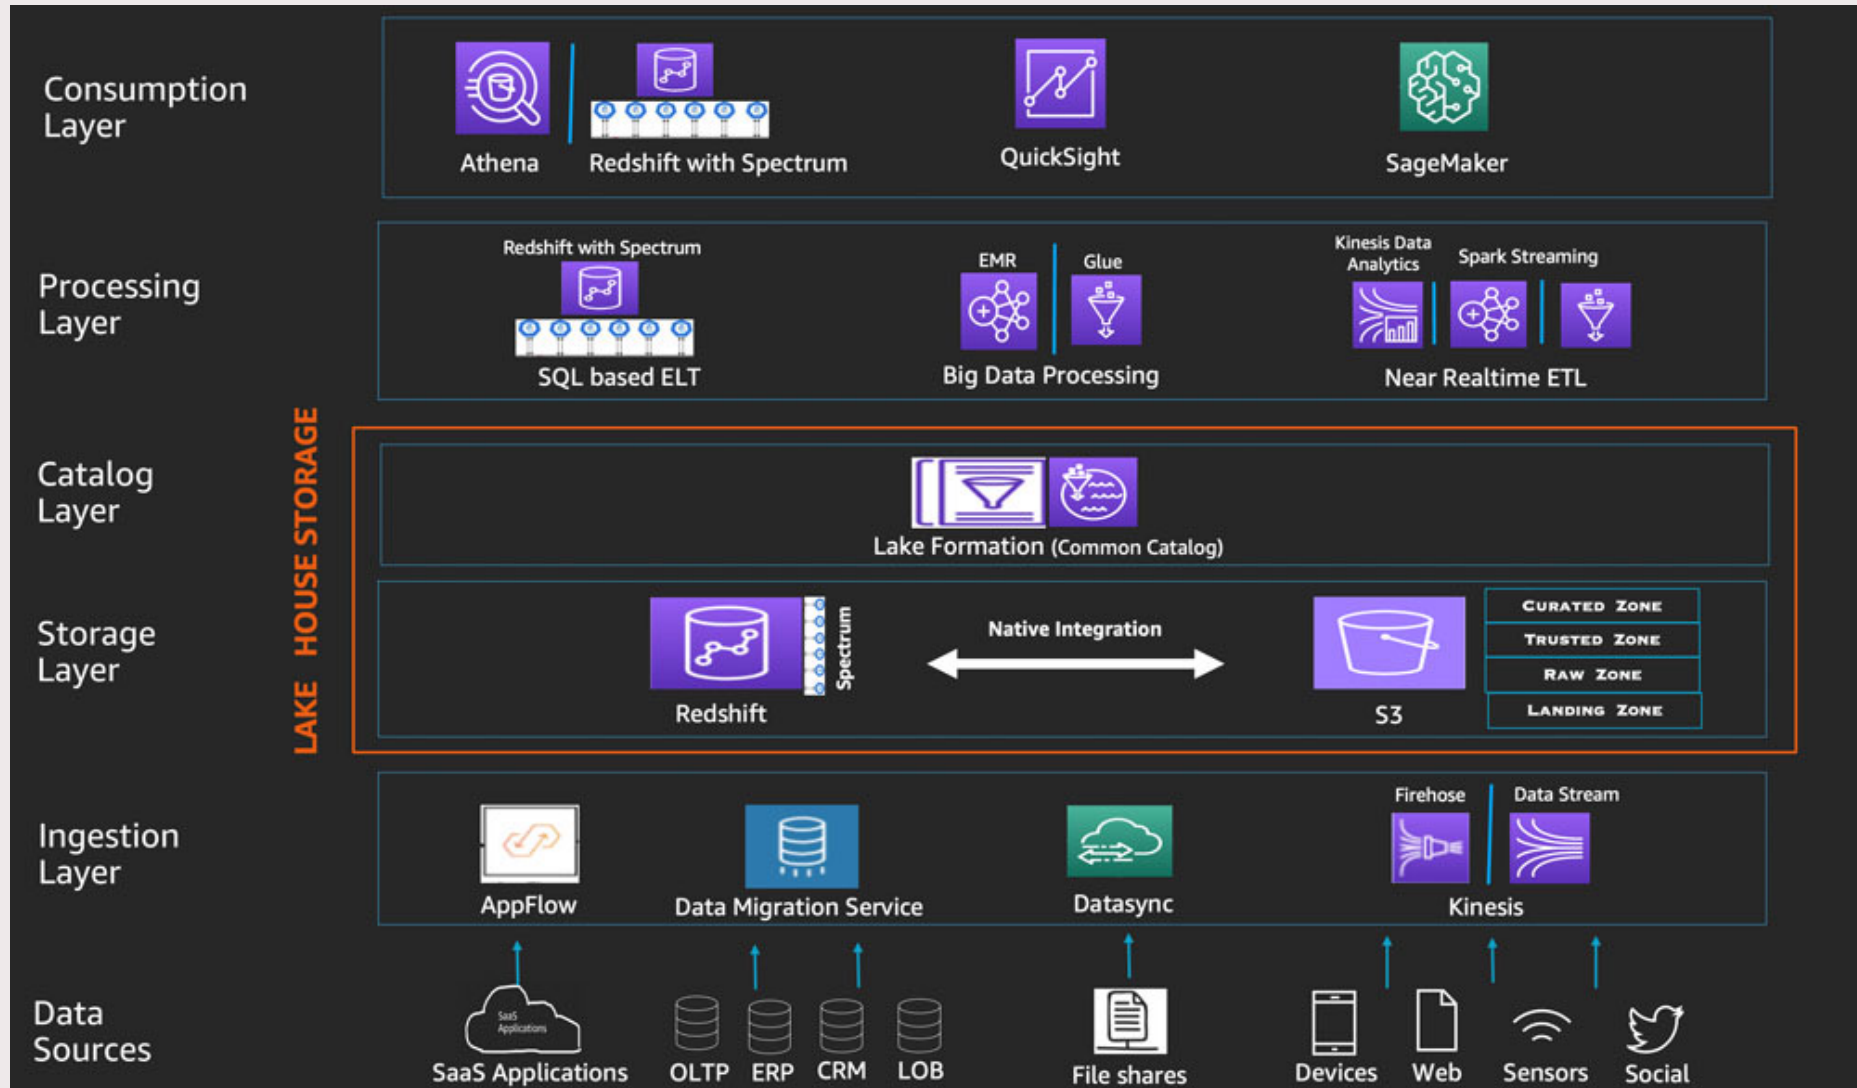 Consumption
Layer
Athena
Redshift with Spectrum
QuickSight
SageMaker
Processing
Layer
Redshift with Spectrum
SQL based ELT
EMR
Glue
Big Data Processing
Kinesis Data
Analytics
Spark Streaming
Near Realtime ETL
LAKE HOUSE STORAGE
Catalog
Layer
Lake Formation (Common Catalog)
Storage
Layer
Redshift
Spectrum
Native Integration
S3
CURATED ZONE
TRUSTED ZONE
RAW ZONE
LANDING ZONE
Ingestion
Layer
AppFlow
Data Migration Service
Datasync
Firehose
Data Stream
Kinesis
Data
Sources
SaaS
Applications
SaaS Applications
OLTP
ERP
CRM
LOB
File shares
Devices
Web
Sensors
Social